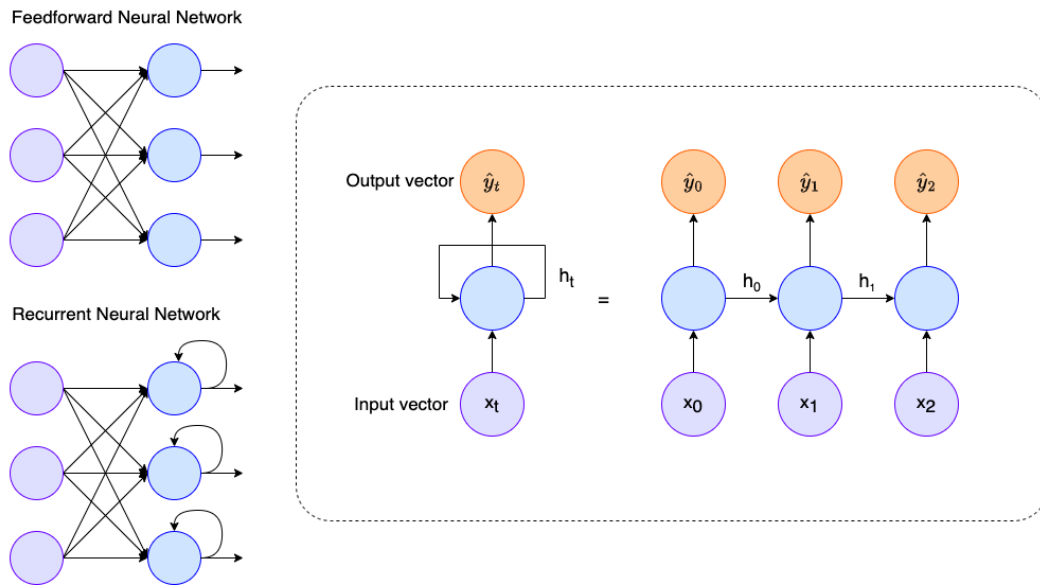 Feedforward Neural Network
Recurrent Neural Network
Output vector
ŷₜ
ŷ₀
ŷ₁
ŷ₂
hₜ
=
h₀
h₁
Input vector
xₜ
x₀
x₁
x₂